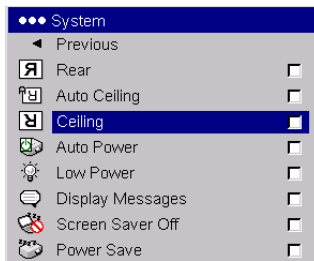 System
Previous
Rear
Auto Ceiling
Ceiling
Auto Power
Low Power
Display Messages
Screen Saver Off
Power Save